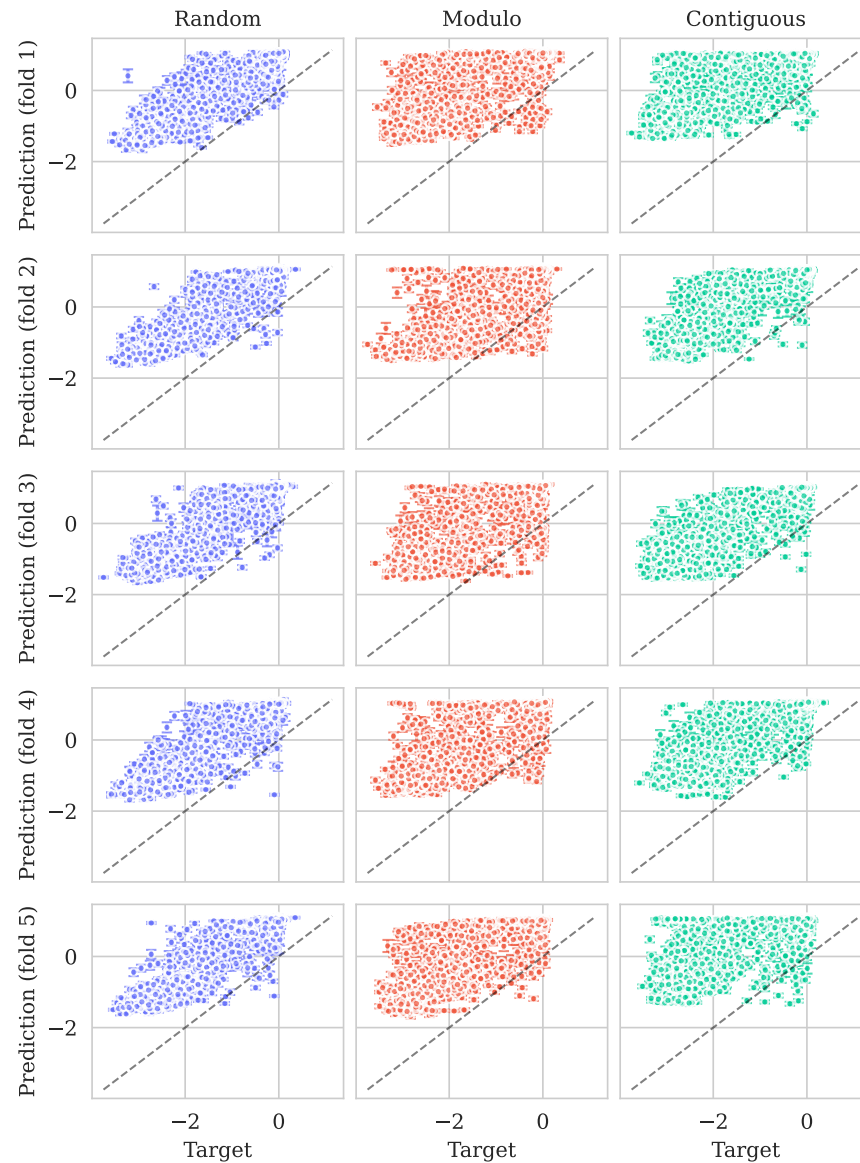 Random Modulo Contiguous
Prediction (fold 1)
0
−2
Prediction (fold 2)
0
−2
Prediction (fold 3)
0
−2
Prediction (fold 4)
0
−2
Prediction (fold 5)
0
−2
−2 0 −2 0 −2 0
Target Target Target